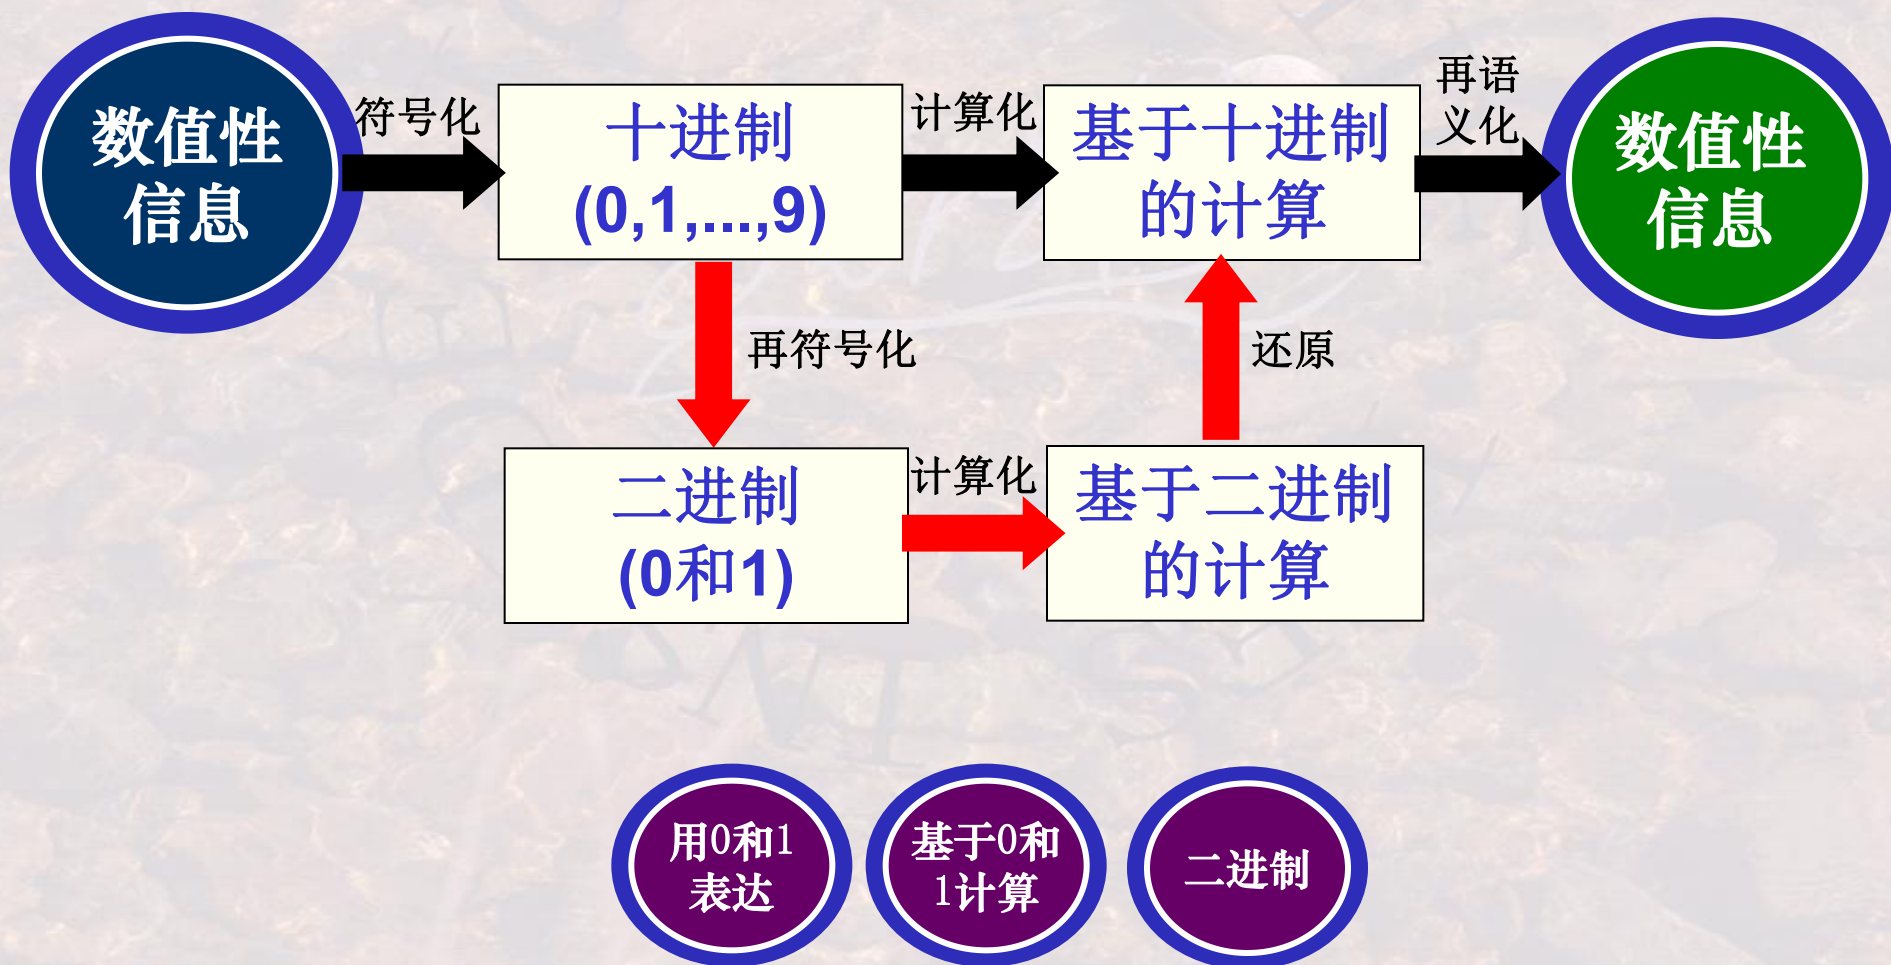 数值性
信息
符号化
十进制
(0,1,...,9)
计算化
基于十进制
的计算
再语
义化
数值性
信息
再符号化
还原
二进制
(0和1)
计算化
基于二进制
的计算
用0和1
表达
基于0和
1计算
二进制